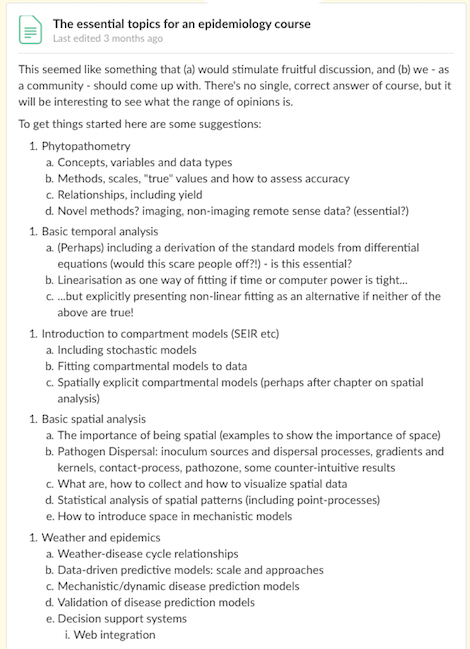 The essential topics for an epidemiology course
Last edited 3 months ago
This seemed like something that (a) would stimulate fruitful discussion, and (b) we - as
a community - should come up with. There's no single, correct answer of course, but it
will be interesting to see what the range of opinions is.
To get things started here are some suggestions:
1. Phytopathometry
a. Concepts, variables and data types
b. Methods, scales, "true" values and how to assess accuracy
c. Relationships, including yield
d. Novel methods? imaging, non-imaging remote sense data? (essential?)
1. Basic temporal analysis
a. (Perhaps) including a derivation of the standard models from differential
equations (would this scare people off?!) - is this essential?
b. Linearisation as one way of fitting if time or computer power is tight...
c. ...but explicitly presenting non-linear fitting as an alternative if neither of the
above are true!
1. Introduction to compartment models (SEIR etc)
a. Including stochastic models
b. Fitting compartmental models to data
c. Spatially explicit compartmental models (perhaps after chapter on spatial
analysis)
1. Basic spatial analysis
a. The importance of being spatial (examples to show the importance of space)
b. Pathogen Dispersal: inoculum sources and dispersal processes, gradients and
kernels, contact-process, pathozone, some counter-intuitive results
c. What are, how to collect and how to visualize spatial data
d. Statistical analysis of spatial patterns (including point-processes)
e. How to introduce space in mechanistic models
1. Weather and epidemics
a. Weather-disease cycle relationships
b. Data-driven predictive models: scale and approaches
c. Mechanistic/dynamic disease prediction models
d. Validation of disease prediction models
e. Decision support systems
i. Web integration